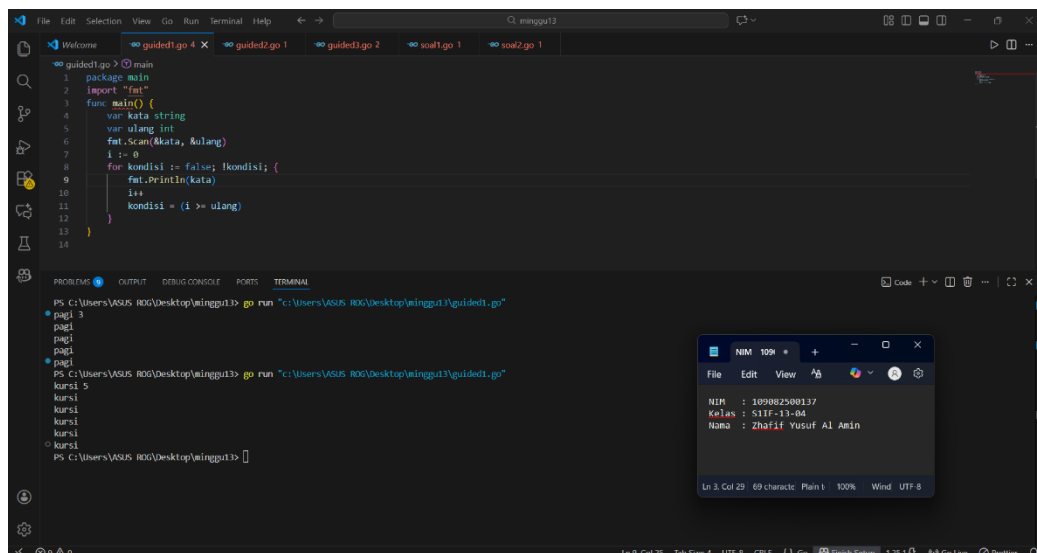 File Edit Selection View Go Run Terminal Help
minggu13
Welcome guided1.go 4 guided2.go 1 guided3.go 2 soal1.go 1 soal2.go 1
guided1.go > main
1 package main
2 import "fmt"
3 func main() {
4 var kata string
5 var ulang int
6 fmt.Scan(&kata, &ulang)
7 i := 0
8 for kondisi := false; !kondisi; {
9 fmt.Println(kata)
10 i++
11 kondisi = (i >= ulang)
12 }
13 }
14
PROBLEMS 9 OUTPUT DEBUG CONSOLE PORTS TERMINAL
Code
PS C:\Users\ASUS ROG\Desktop\minggu13> go run "c:\Users\ASUS ROG\Desktop\minggu13\guided1.go"
pagi 3
pagi
pagi
pagi
pagi
PS C:\Users\ASUS ROG\Desktop\minggu13> go run "c:\Users\ASUS ROG\Desktop\minggu13\guided1.go"
kursi 5
kursi
kursi
kursi
kursi
kursi
PS C:\Users\ASUS ROG\Desktop\minggu13>
NIM 109
File Edit View
NIM : 109082500137
Kelas : S1IF-13-04
Nama : Zhafif Yusuf Al Amin
Ln 3, Col 29 69 characte Plain t 100% Wind UTF-8